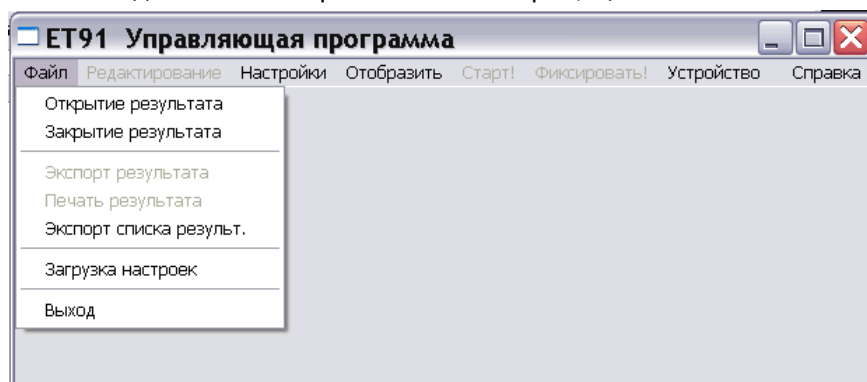 ET91 Управляющая программа
Файл Редактирование Настройки Отобразить Старт! Фиксировать! Устройство Справка
Открытие результата
Закрытие результата
Экспорт результата
Печать результата
Экспорт списка резулът.
Загрузка настроек
Выход